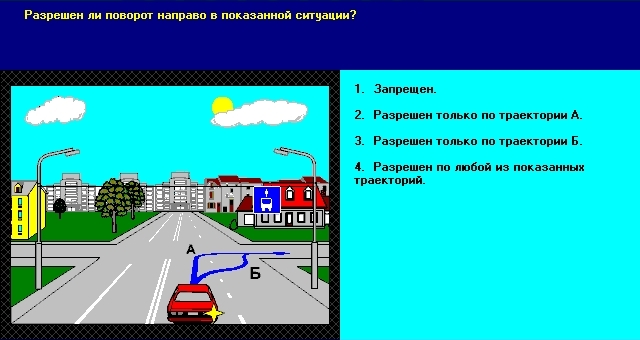 Разрешен ли поворот направо в показанной ситуации?
1. Запрещен.
2. Разрешен только по траектории А.
3. Разрешен только по траектории Б.
4. Разрешен по любой из показанных
траекторий.
А
Б